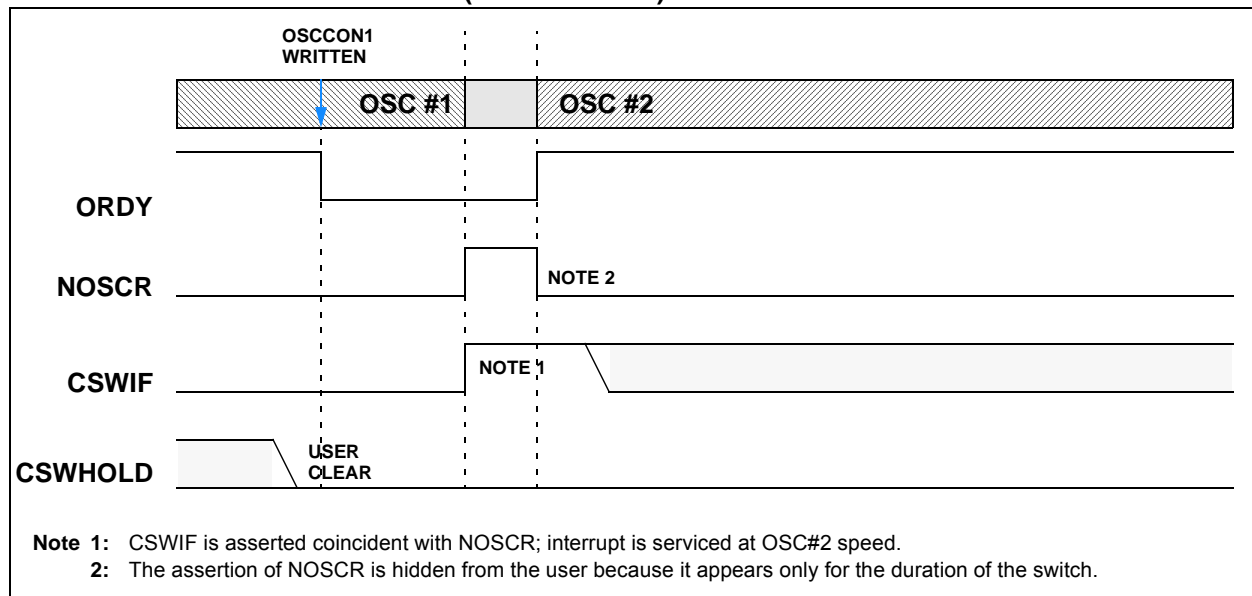 OSCCON1
WRITTEN
OSC #1
OSC #2
ORDY
NOSCR
NOTE 2
CSWIF
NOTE 1
CSWHOLD
USER
CLEAR
Note 1: CSWIF is asserted coincident with NOSCR; interrupt is serviced at OSC#2 speed.
2: The assertion of NOSCR is hidden from the user because it appears only for the duration of the switch.